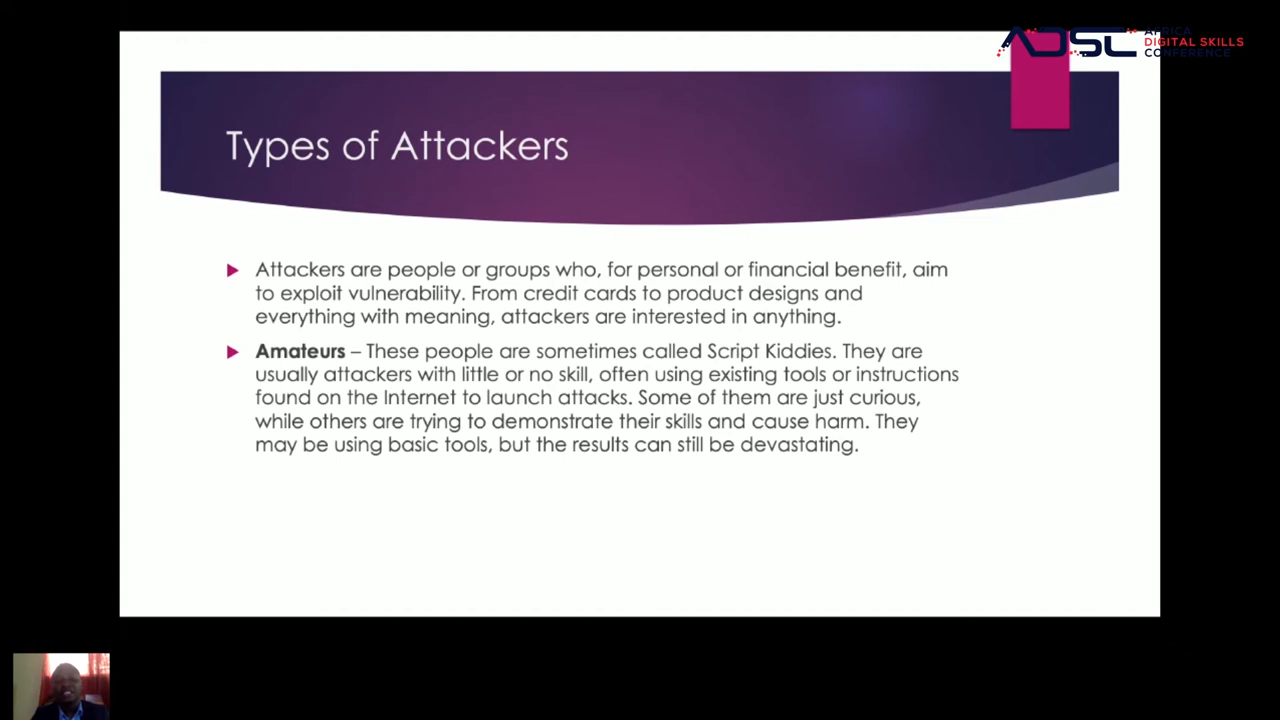 ADSC
AFRICA
DIGITAL SKILLS
CONFERENCE
Types of Attackers
Attackers are people or groups who, for personal or financial benefit, aim
to exploit vulnerability. From credit cards to product designs and
everything with meaning, attackers are interested in anything.
Amateurs – These people are sometimes called Script Kiddies. They are
usually attackers with little or no skill, often using existing tools or instructions
found on the Internet to launch attacks. Some of them are just curious,
while others are trying to demonstrate their skills and cause harm. They
may be using basic tools, but the results can still be devastating.